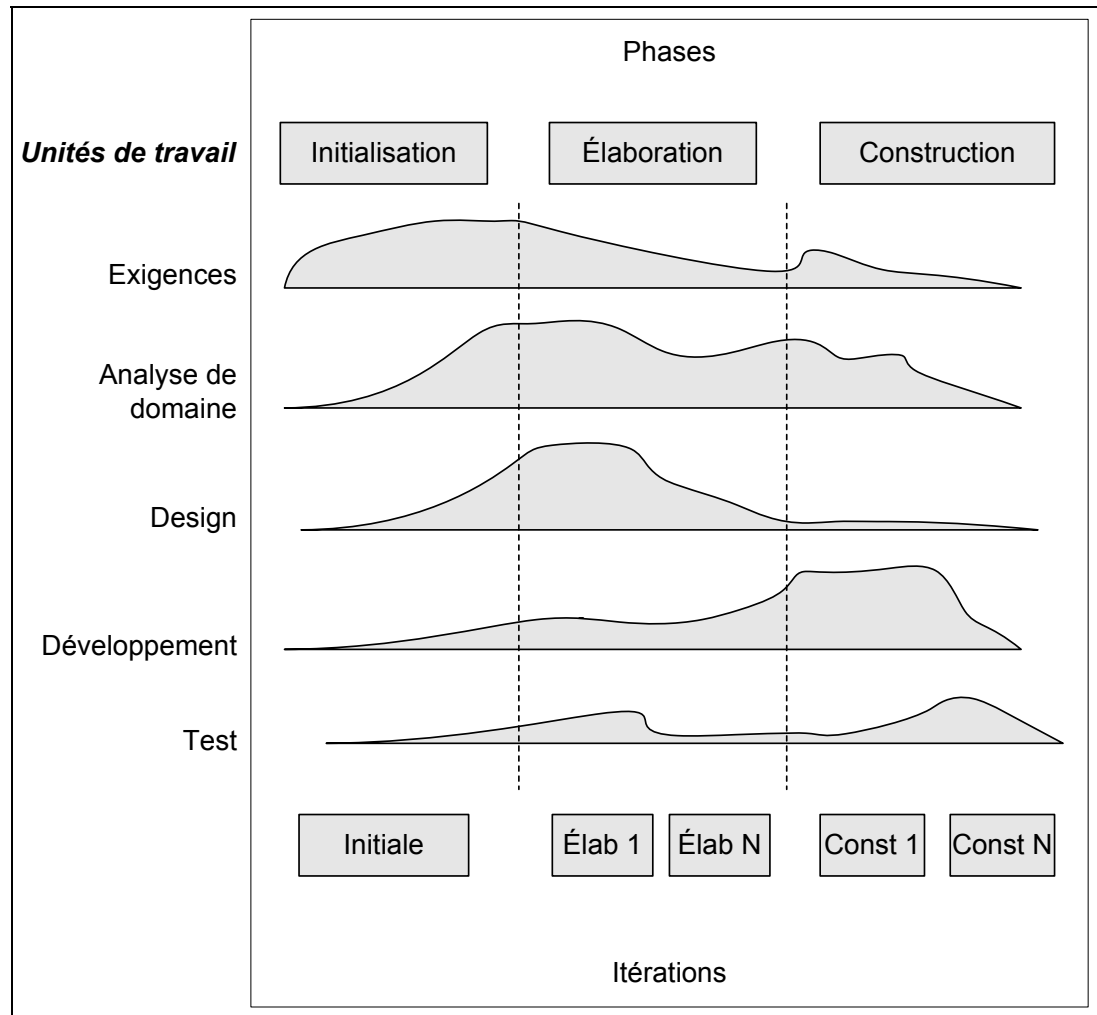 Phases
Unités de travail
Initialisation
Élaboration
Construction
Exigences
Analyse de
domaine
Design
Développement
Test
Initiale
Élab 1
Élab N
Const 1
Const N
Itérations